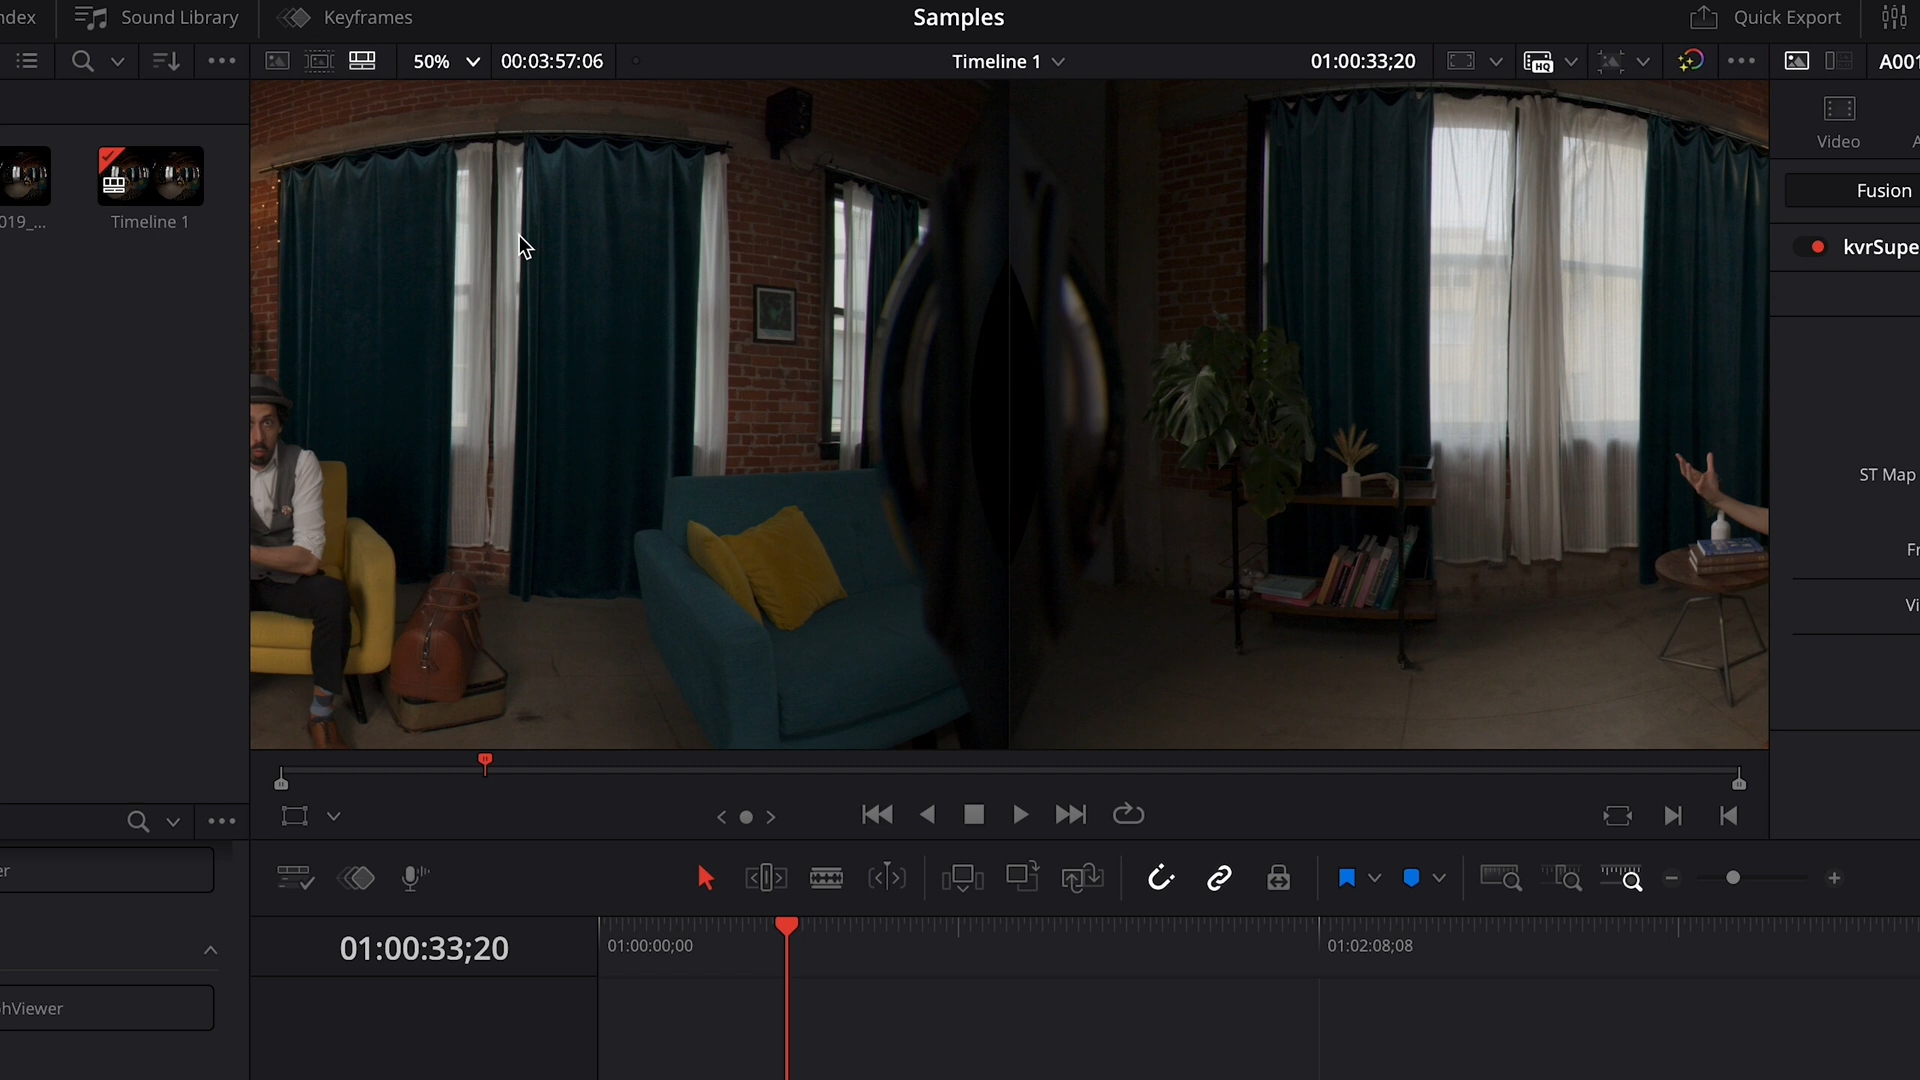 ndex
Sound Library
Keyframes
Samples
Quick Export
50%
00:03:57:06
Timeline 1
01:00:33;20
HQ
A001
Video
A
019_...
Timeline 1
Fusion
kvrSupe
ST Map
Fr
Vi
er
01:00:33;20
01:00:00;00
01:02:08;08
hViewer